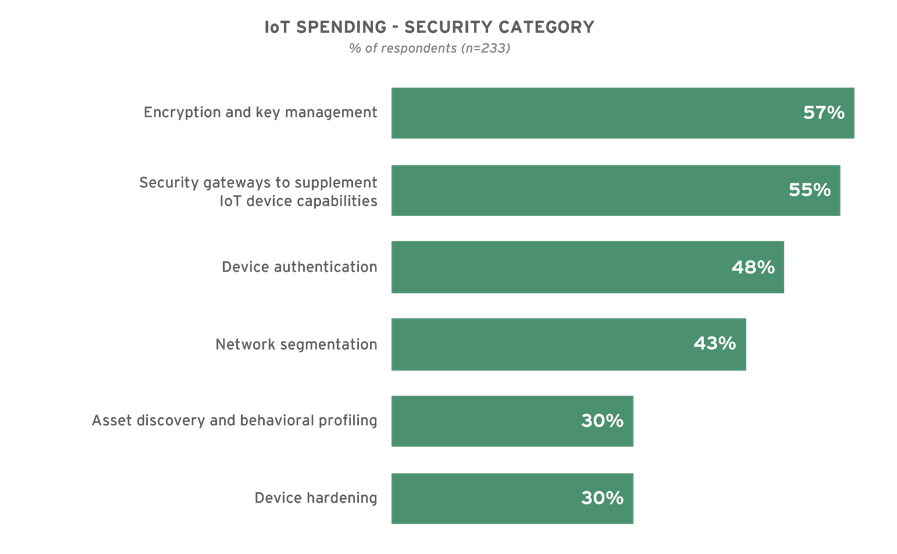 IoT SPENDING - SECURITY CATEGORY
% of respondents (n=233)
Encryption and key management
57%
Security gateways to supplement
IoT device capabilities
55%
Device authentication
48%
Network segmentation
43%
Asset discovery and behavioral profiling
30%
Device hardening
30%